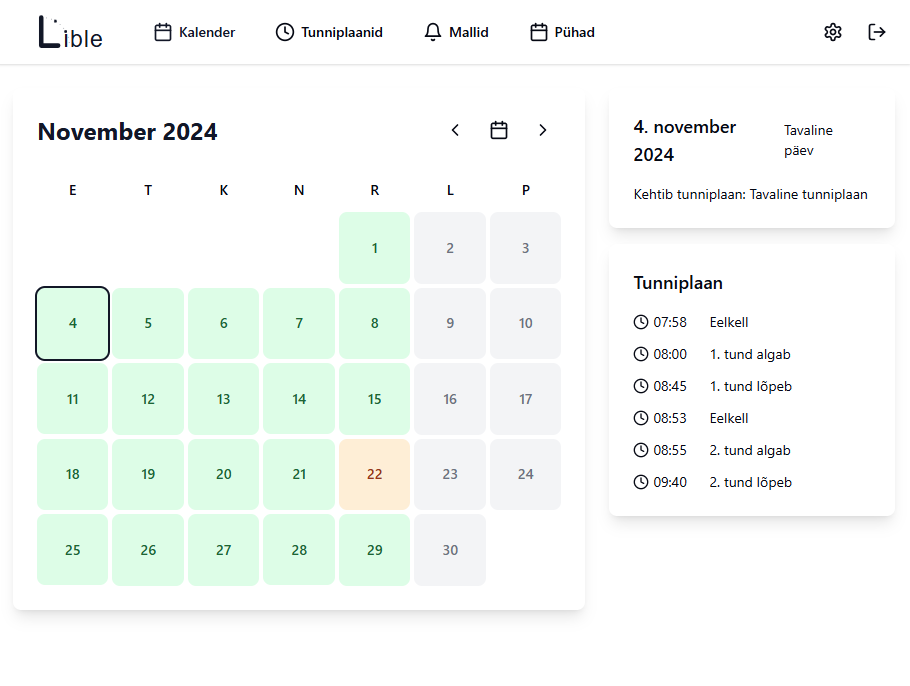 Lible
Kalender
Tunniplaanid
Mallid
Pühad
November 2024
E T K N R L P
1 2 3
4 5 6 7 8 9 10
11 12 13 14 15 16 17
18 19 20 21 22 23 24
25 26 27 28 29 30
4. november
2024
Tavaline
päev
Kehtib tunniplaan: Tavaline tunniplaan
Tunniplaan
07:58 Eelkell
08:00 1. tund algab
08:45 1. tund lõpeb
08:53 Eelkell
08:55 2. tund algab
09:40 2. tund lõpeb